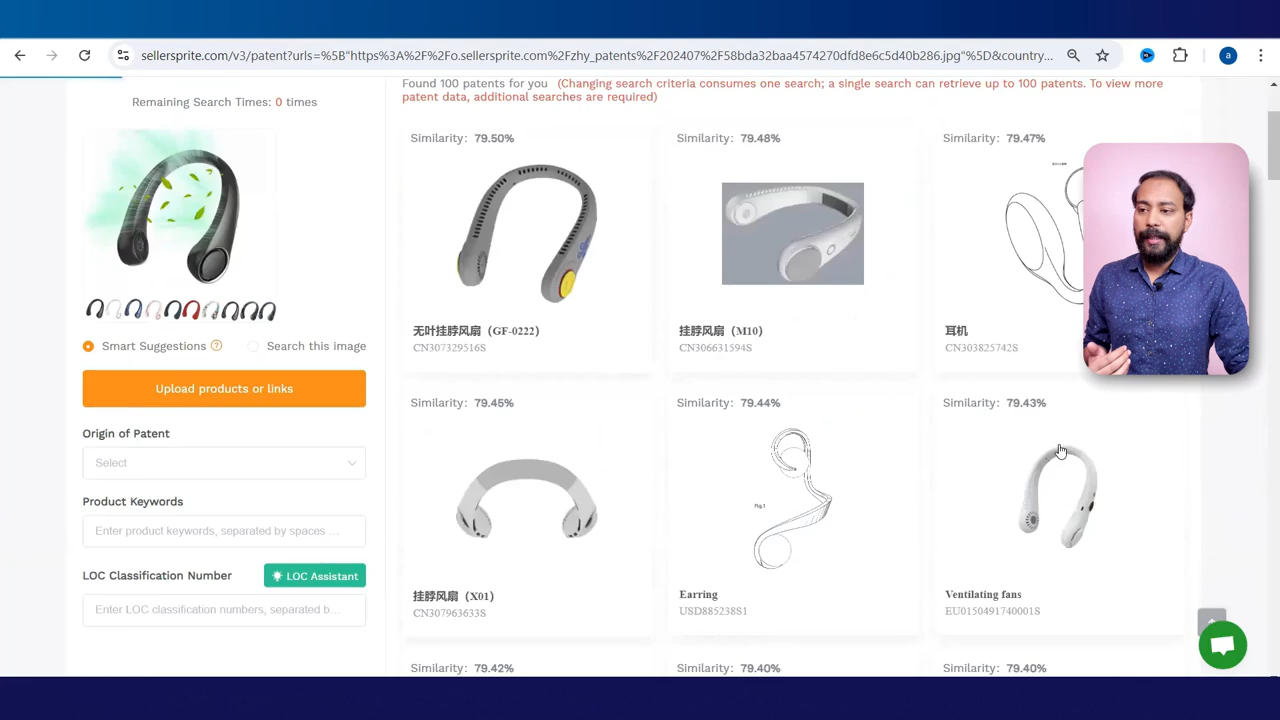 sellersprite.com/v3/patent?urls=%5B"https%3A%2F%2Fo.sellersprite.com%2Fzhy_patents%2F202407%2F58bda32baa4574270dfd8e6c5d40b286.jpg"%5D&country...
a
Remaining Search Times: 0 times
Smart Suggestions
Search this image
Upload products or links
Origin of Patent
Select
Product Keywords
Enter product keywords, separated by spaces ...
LOC Classification Number
LOC Assistant
Enter LOC classification numbers, separated b...
Found 100 patents for you (Changing search criteria consumes one search; a single search can retrieve up to 100 patents. To view more
patent data, additional searches are required)
Similarity: 79.50%
无叶挂脖风扇（GF-0222）
CN307329516S
Similarity: 79.48%
挂脖风扇（M10）
CN306631594S
Similarity: 79.47%
耳机
CN303825742S
Similarity: 79.45%
挂脖风扇（X01）
CN307963633S
Similarity: 79.44%
Fig.1
Earring
USD885238S1
Similarity: 79.43%
Ventilating fans
EU0150491740001S
Similarity: 79.42%
Similarity: 79.40%
Similarity: 79.40%